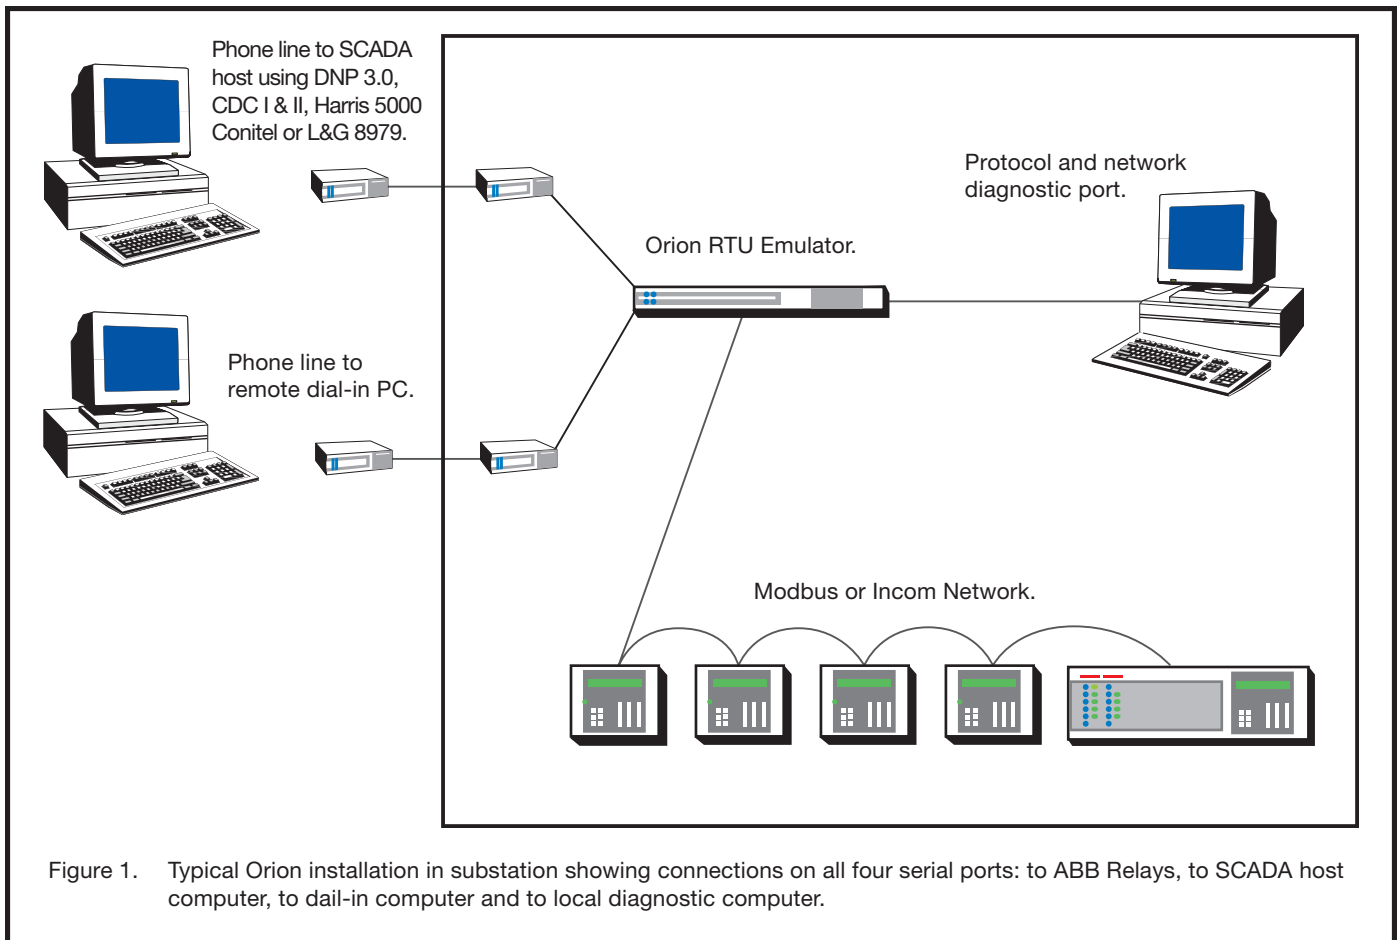 Phone line to SCADA
host using DNP 3.0,
CDC I & II, Harris 5000
Conitel or L&G 8979.
Protocol and network
diagnostic port.
Orion RTU Emulator.
Phone line to
remote dial-in PC.
Modbus or Incom Network.
Figure 1. Typical Orion installation in substation showing connections on all four serial ports: to ABB Relays, to SCADA host
computer, to dail-in computer and to local diagnostic computer.